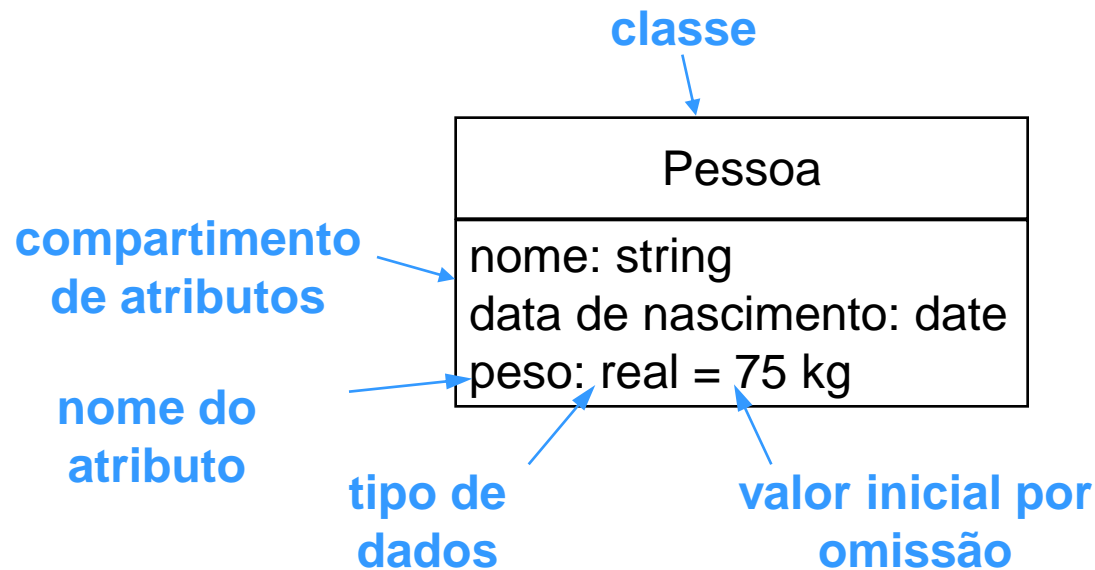 classe
Pessoa
compartimento
de atributos
nome: string
data de nascimento: date
peso: real = 75 kg
nome do
atributo
tipo de
dados
valor inicial por
omissão